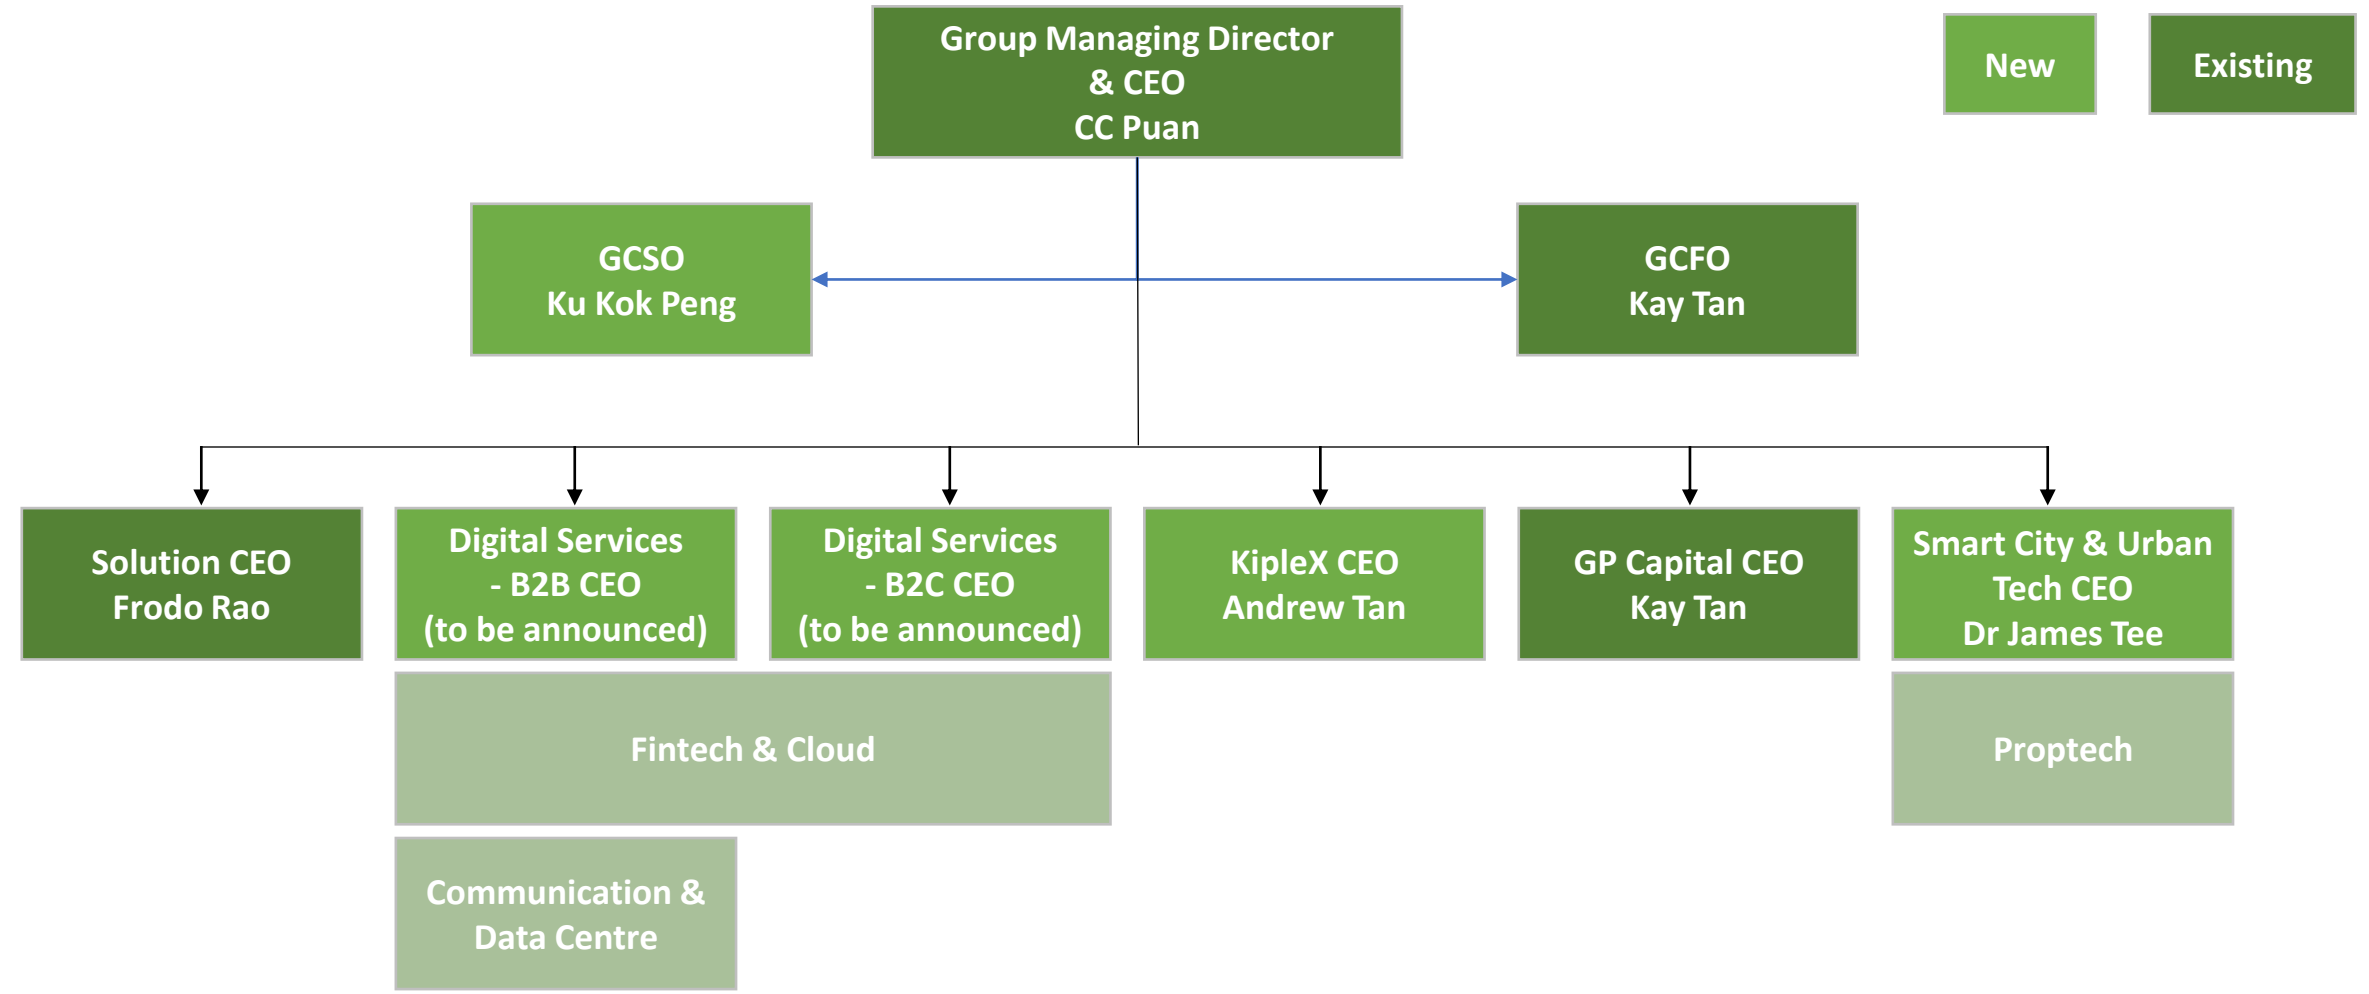 Group Managing Director
& CEO
CC Puan
New
Existing
GCSO
Ku Kok Peng
GCFO
Kay Tan
Solution CEO
Frodo Rao
Digital Services
- B2B CEO
(to be announced)
Digital Services
- B2C CEO
(to be announced)
KipleX CEO
Andrew Tan
GP Capital CEO
Kay Tan
Smart City & Urban
Tech CEO
Dr James Tee
Fintech & Cloud
Proptech
Communication &
Data Centre